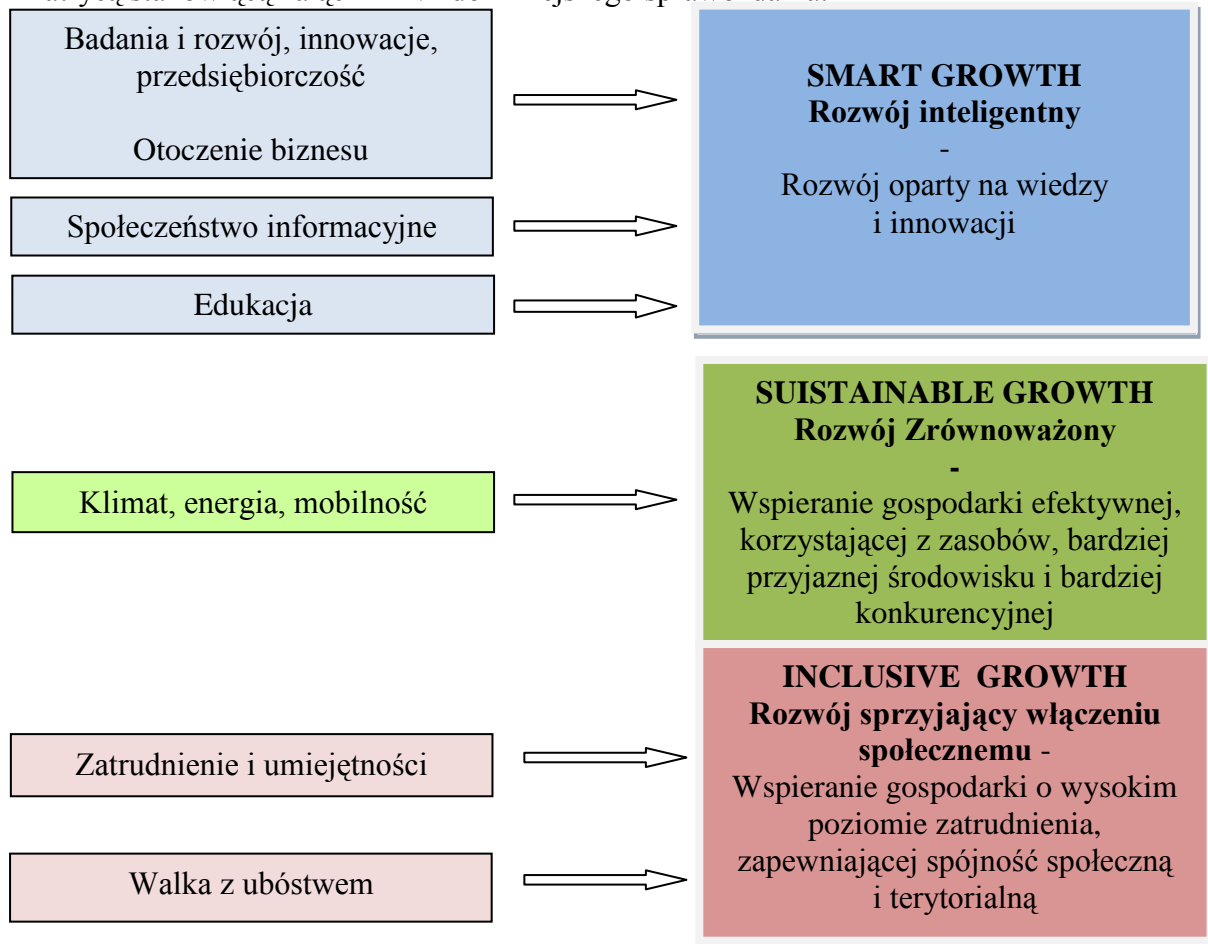 Badania i rozwój, innowacje,
przedsiębiorczość
Otoczenie biznesu
Społeczeństwo informacyjne
Edukacja
SMART GROWTH
Rozwój inteligentny
-
Rozwój oparty na wiedzy
i innowacji
Klimat, energia, mobilność
SUISTAINABLE GROWTH
Rozwój Zrównoważony
-
Wspieranie gospodarki efektywnej,
korzystającej z zasobów, bardziej
przyjaznej środowisku i bardziej
konkurencyjnej
Zatrudnienie i umiejętności
Walka z ubóstwem
INCLUSIVE GROWTH
Rozwój sprzyjający włączeniu
społecznemu -
Wspieranie gospodarki o wysokim
poziomie zatrudnienia,
zapewniającej spójność społeczną
i terytorialną